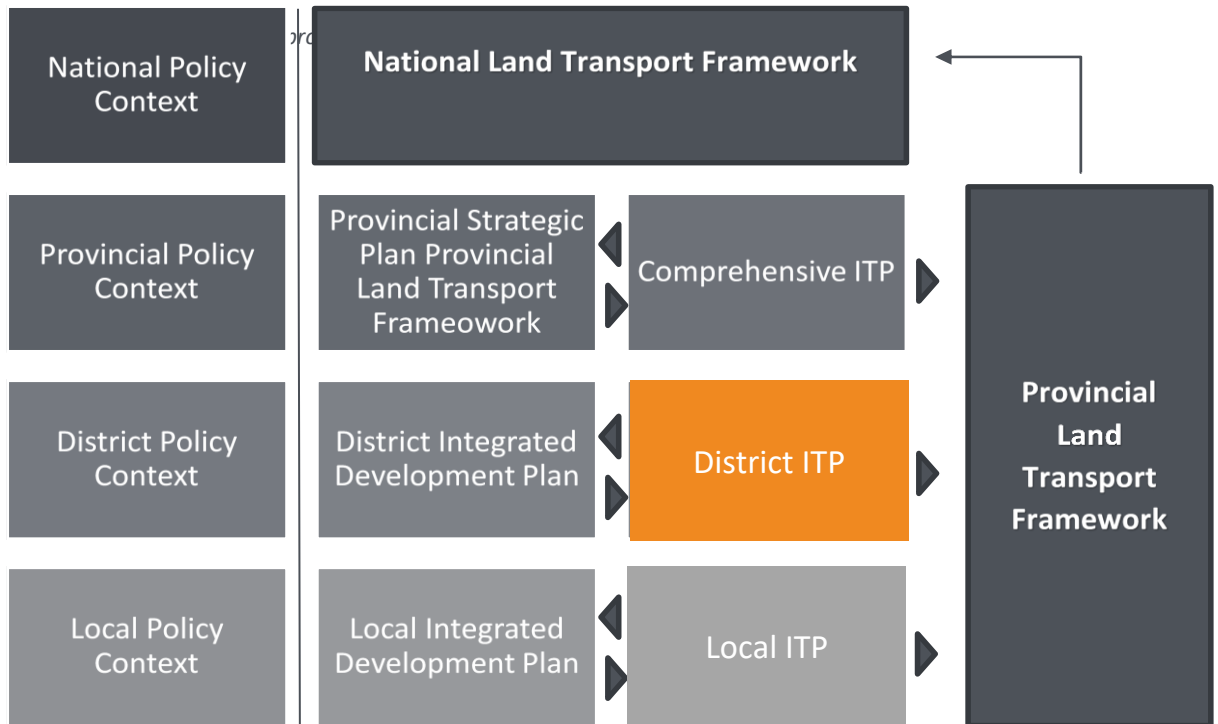 National Policy
Context
National Land Transport Framework
Provincial Policy
Context
Provincial Strategic
Plan Provincial
Land Transport
Frameowork
Comprehensive ITP
District Policy
Context
District Integrated
Development Plan
District ITP
Local Policy
Context
Local Integrated
Development Plan
Local ITP
Provincial
Land
Transport
Framework